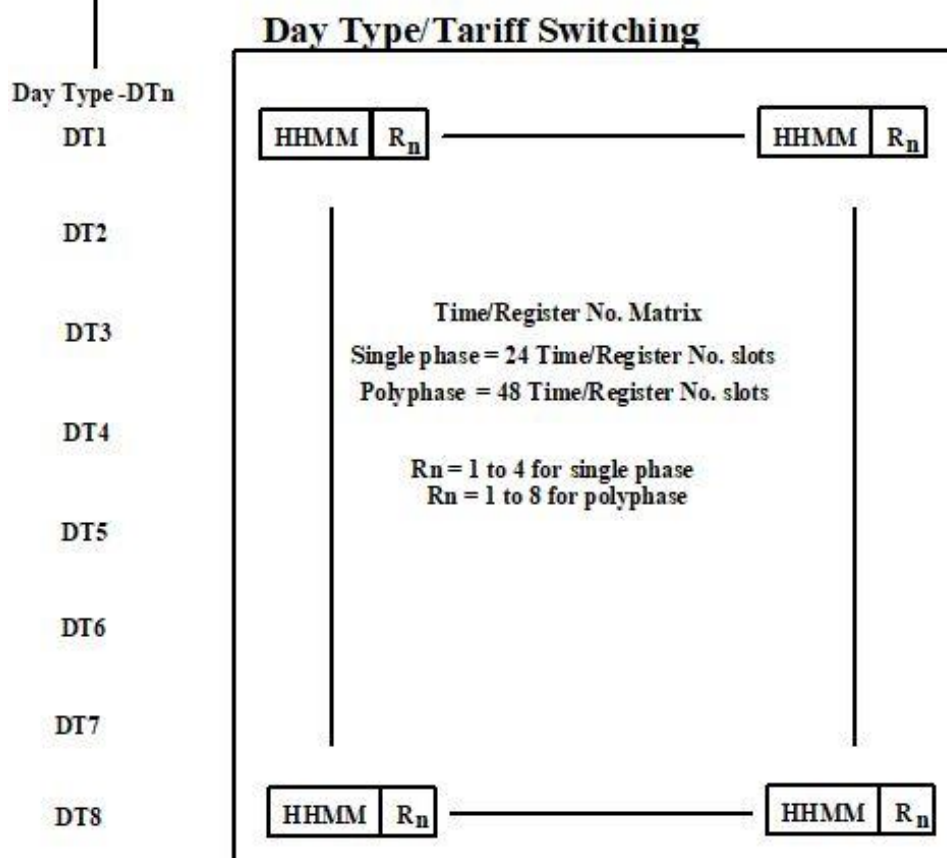 Day Type/Tariff Switching
Day Type -DTn
DT1 HHMM Rn HHMM Rn
DT2
DT3
Time/Register No. Matrix
Single phase = 24 Time/Register No. slots
Polyphase = 48 Time/Register No. slots
DT4
Rn = 1 to 4 for single phase
Rn = 1 to 8 for polyphase
DT5
DT6
DT7
DT8 HHMM Rn HHMM Rn